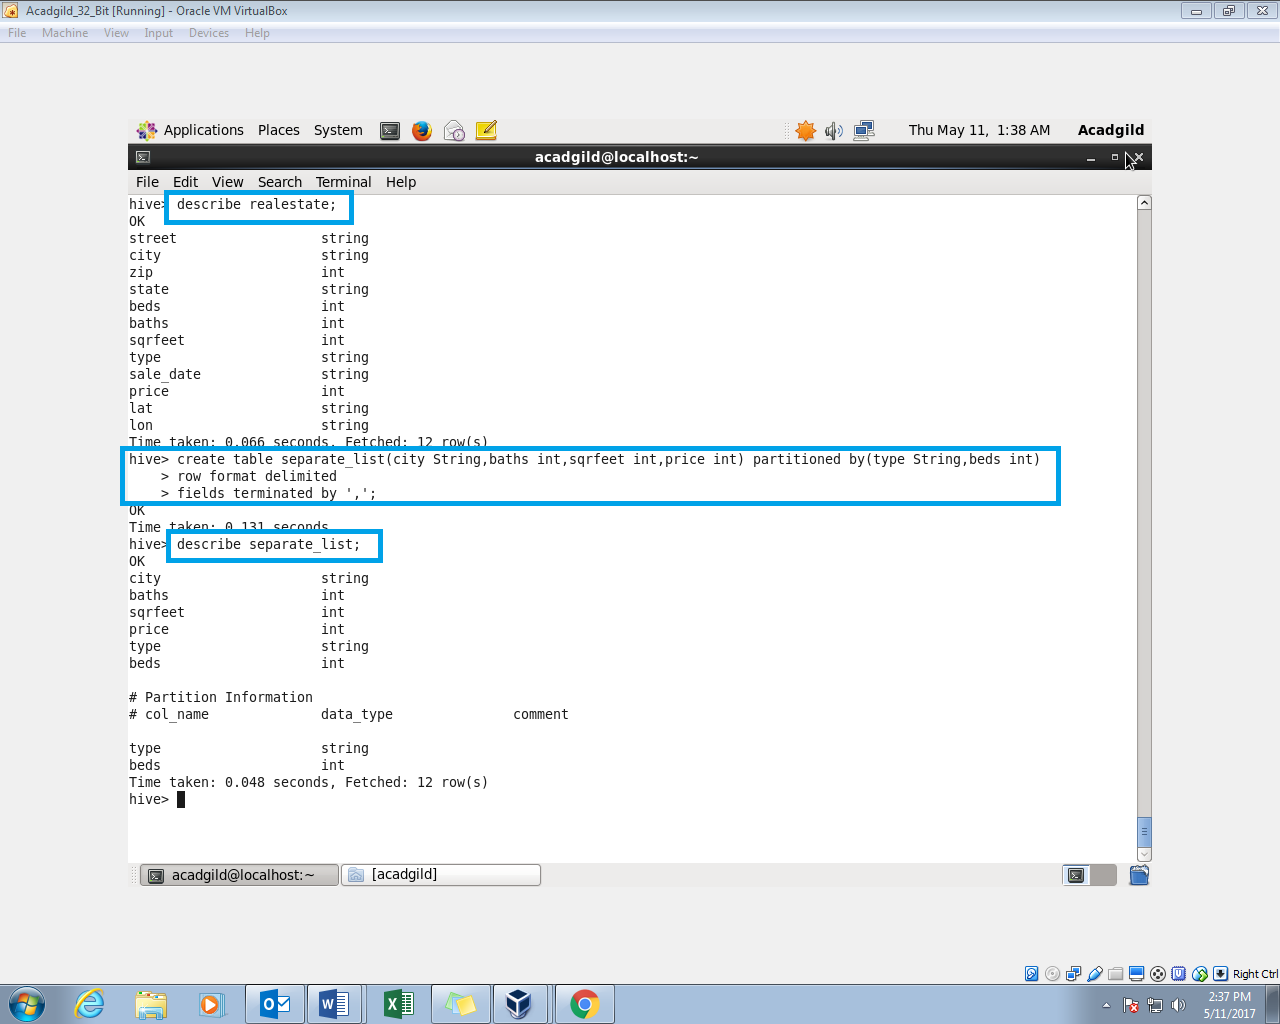 Acadgild_32_Bit [Running] - Oracle VM VirtualBox
File Machine View Input Devices Help
Applications Places System Thu May 11, 1:38 AM Acadgild
acadgild@localhost:~
File Edit View Search Terminal Help
hive> describe realestate;
OK
street string
city string
zip int
state string
beds int
baths int
sqrfeet int
type string
sale_date string
price int
lat string
lon string
Time taken: 0.066 seconds, Fetched: 12 row(s)
hive> create table separate_list(city String,baths int,sqrfeet int,price int) partitioned by(type String,beds int)
> row format delimited
> fields terminated by ',';
OK
Time taken: 0.131 seconds
hive> describe separate_list;
OK
city string
baths int
sqrfeet int
price int
type string
beds int
# Partition Information
# col_name data_type comment
type string
beds int
Time taken: 0.048 seconds, Fetched: 12 row(s)
hive>
acadgild@localhost:~ [acadgild]
Right Ctrl
2:37 PM
5/11/2017